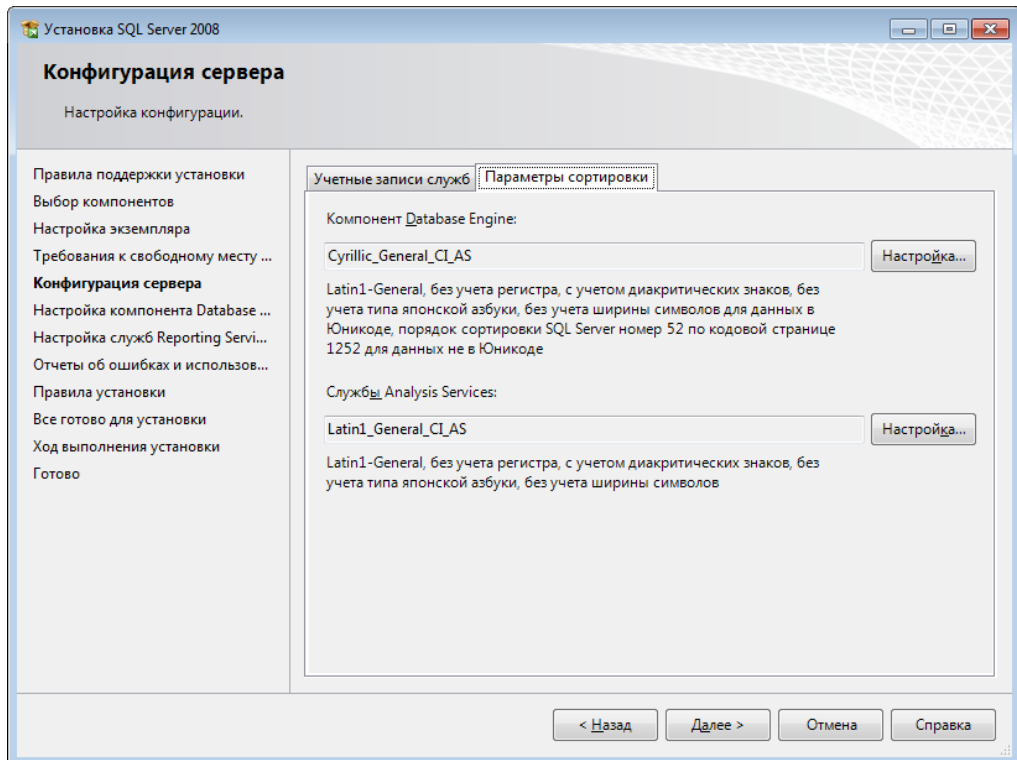 Установка SQL Server 2008
Конфигурация сервера
Настройка конфигурации.
Правила поддержки установки
Выбор компонентов
Настройка экземпляра
Требования к свободному месту ...
Конфигурация сервера
Настройка компонента Database ...
Настройка служб Reporting Servi...
Отчеты об ошибках и использов...
Правила установки
Все готово для установки
Ход выполнения установки
Готово
Учетные записи служб Параметры сортировки
Компонент Database Engine:
Cyrillic_General_CI_AS Настройка...
Latin1-General, без учета регистра, с учетом диакритических знаков, без
учета типа японской азбуки, без учета ширины символов для данных в
Юникоде, порядок сортировки SQL Server номер 52 по кодовой странице
1252 для данных не в Юникоде
Службы Analysis Services:
Latin1_General_CI_AS Настройка...
Latin1-General, без учета регистра, с учетом диакритических знаков, без
учета типа японской азбуки, без учета ширины символов
< Назад Далее > Отмена Справка